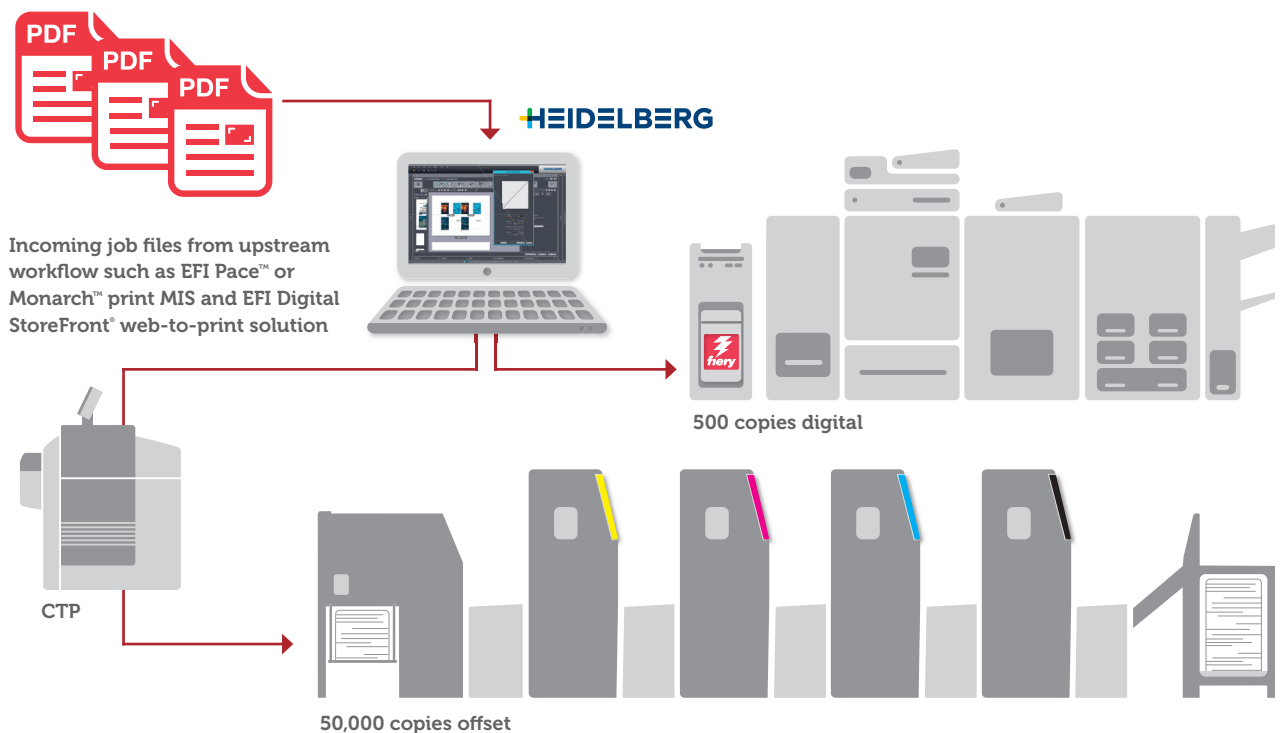 PDF
PDF
PDF
HEIDELBERG
Incoming job files from upstream
workflow such as EFI Pace™ or
Monarch™ print MIS and EFI Digital
StoreFront® web-to-print solution
fiery
500 copies digital
CTP
50,000 copies offset